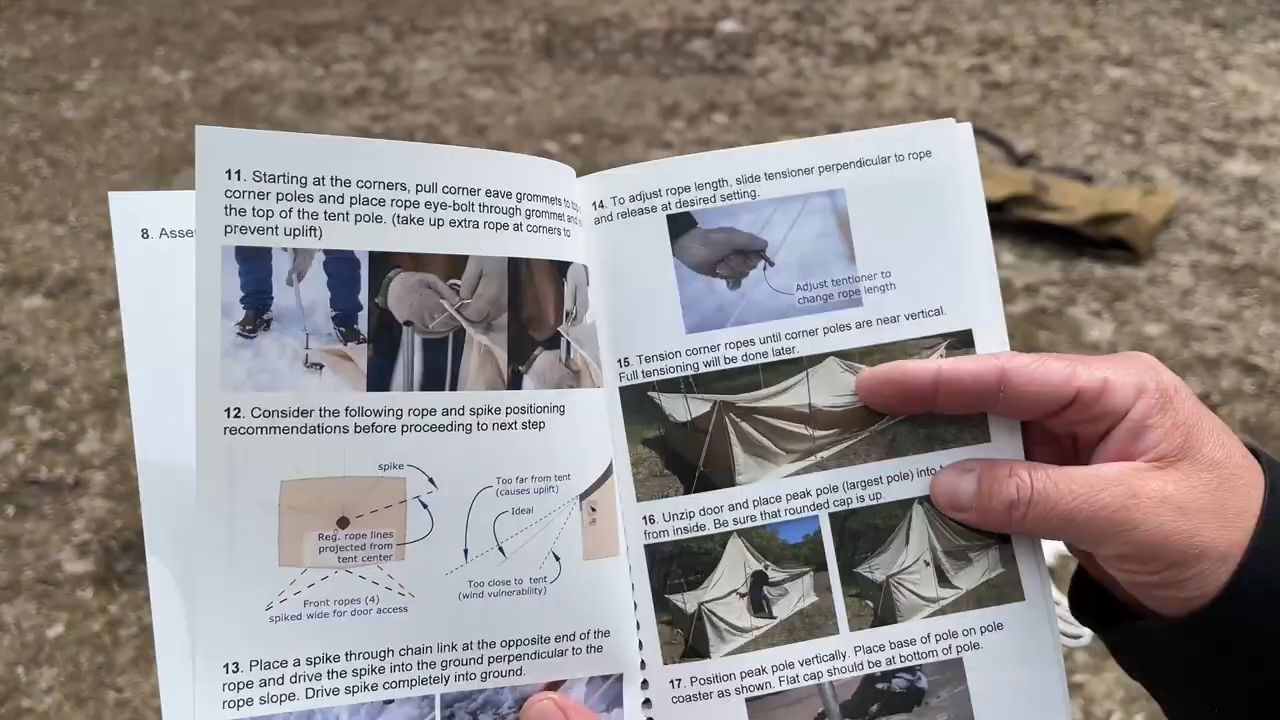 8. Asse
11. Starting at the corners, pull corner eave grommets to
corner poles and place rope eye-bolt through grommet and
the top of the tent pole. (take up extra rope at corners to
prevent uplift)
12. Consider the following rope and spike positioning
recommendations before proceeding to next step
spike
Reg. rope lines
projected from
tent center
Front ropes (4)
spiked wide for door access
Too far from tent
(causes uplift)
Ideal
Too close to tent
(wind vulnerability)
13. Place a spike through chain link at the opposite end of the
rope and drive the spike into the ground perpendicular to the
rope slope. Drive spike completely into ground.
14. To adjust rope length, slide tensioner perpendicular to rope
and release at desired setting.
Adjust tentioner to
change rope length
15. Tension corner ropes until corner poles are near vertical.
Full tensioning will be done later.
16. Unzip door and place peak pole (largest pole) into
from inside. Be sure that rounded cap is up.
17. Position peak pole vertically. Place base of pole on pole
coaster as shown. Flat cap should be at bottom of pole.